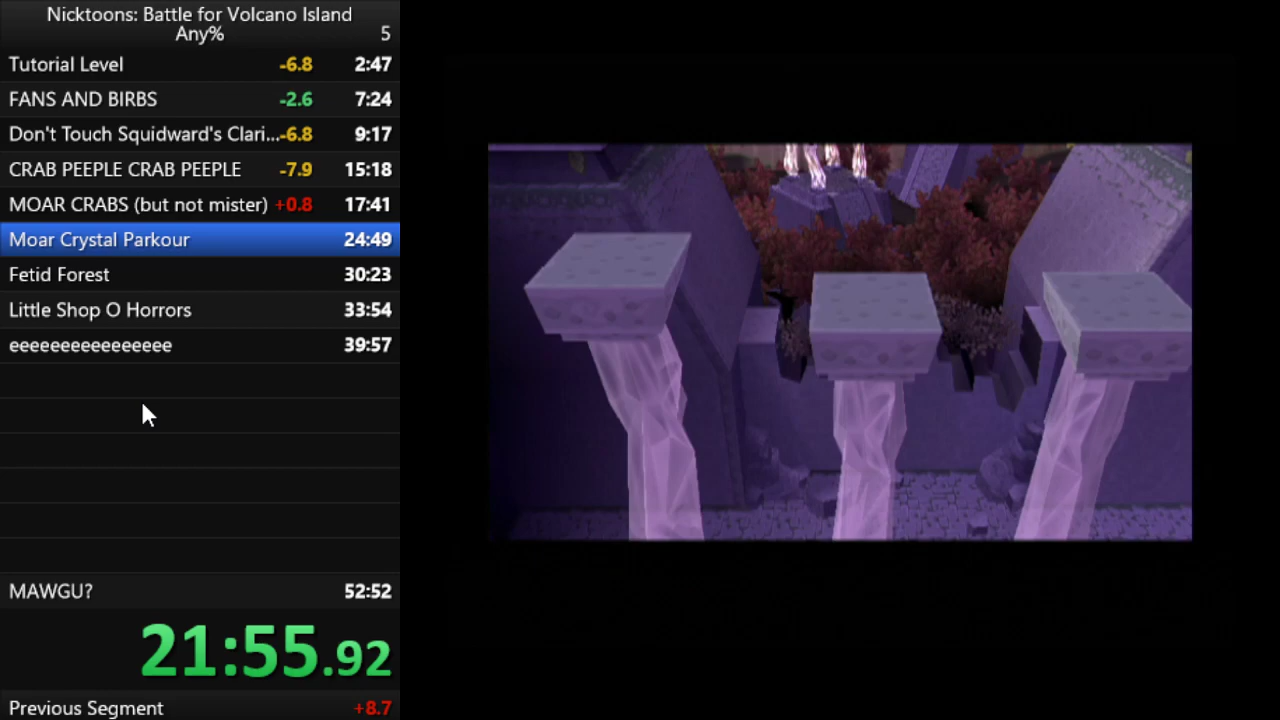 Nicktoons: Battle for Volcano Island
Any% 5
Tutorial Level -6.8 2:47
FANS AND BIRBS -2.6 7:24
Don't Touch Squidward's Clari... -6.8 9:17
CRAB PEEPLE CRAB PEEPLE -7.9 15:18
MOAR CRABS (but not mister) +0.8 17:41
Moar Crystal Parkour 24:49
Fetid Forest 30:23
Little Shop O Horrors 33:54
eeeeeeeeeeeeeeee 39:57
MAWGU? 52:52
21:55.92
Previous Segment +8.7